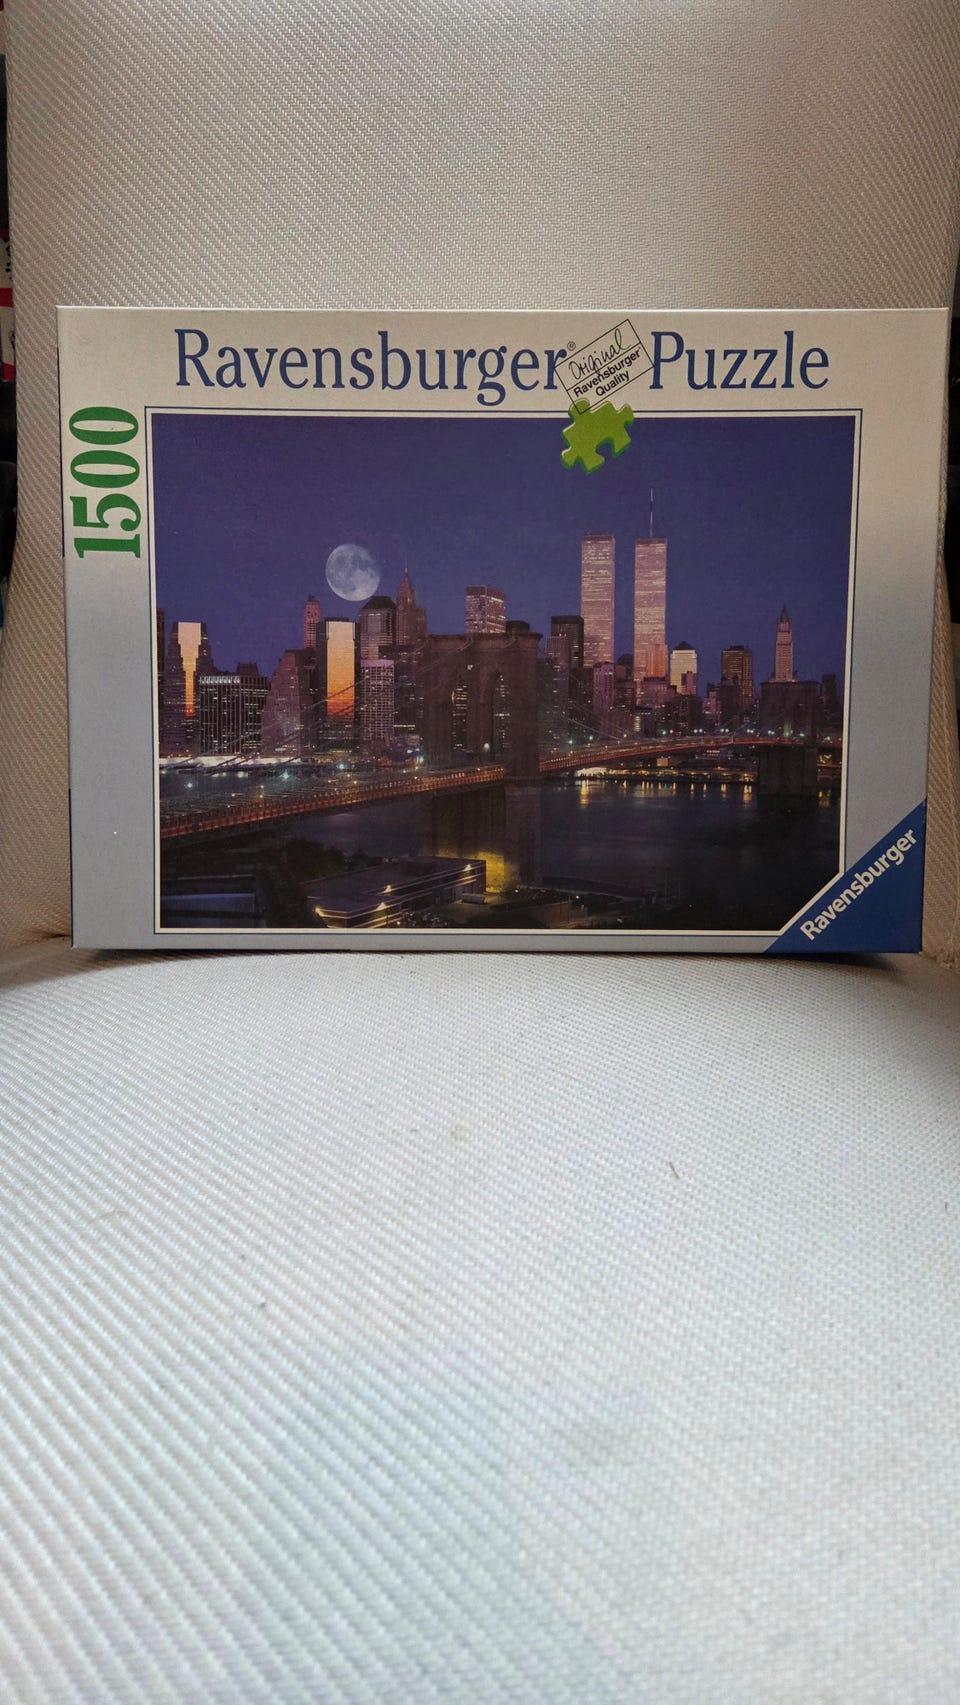 Ravensburger® Puzzle
Original
Ravensburger
Quality
1500
Ravensburger